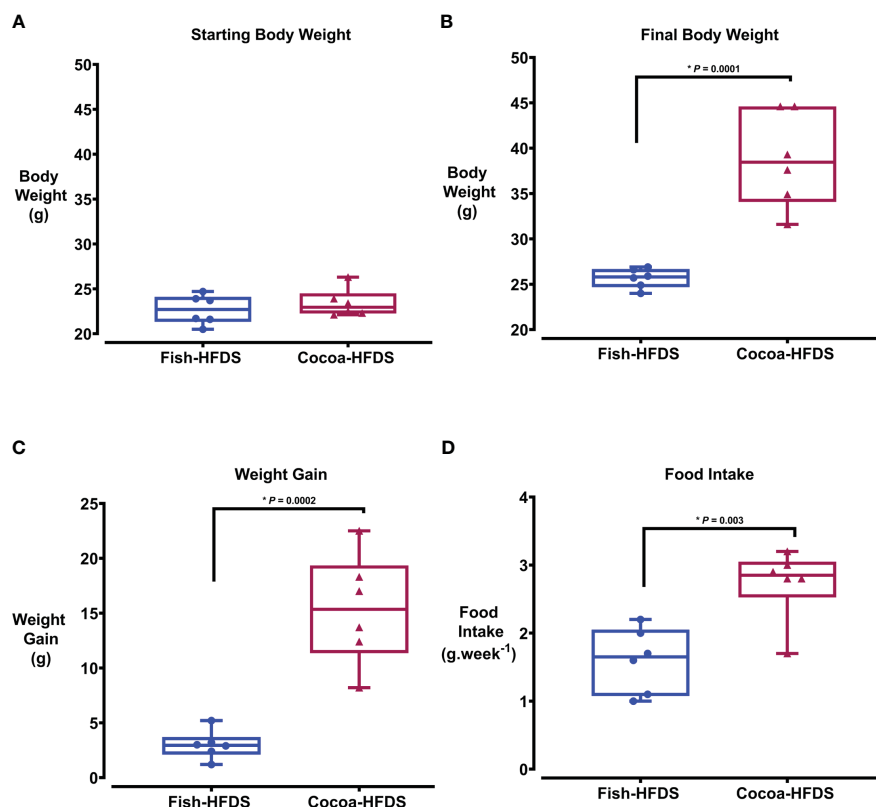 A
Starting Body Weight
50
45
40
35
30
25
20
Body
Weight
(g)
Fish-HFDS
Cocoa-HFDS
B
Final Body Weight
* P = 0.0001
50
45
40
35
30
25
20
Body
Weight
(g)
Fish-HFDS
Cocoa-HFDS
C
Weight Gain
* P = 0.0002
25
20
15
10
5
0
Weight
Gain
(g)
Fish-HFDS
Cocoa-HFDS
D
Food Intake
* P = 0.003
4
3
2
1
0
Food
Intake
(g.week⁻¹)
Fish-HFDS
Cocoa-HFDS